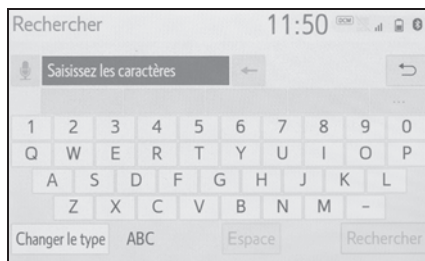 Rechercher 11:50 DCM
Saisissez les caractères
...
1 2 3 4 5 6 7 8 9 0
Q W E R T Y U I O P
A S D F G H J K L
Z X C V B N M -
Changer le type ABC Espace Rechercher